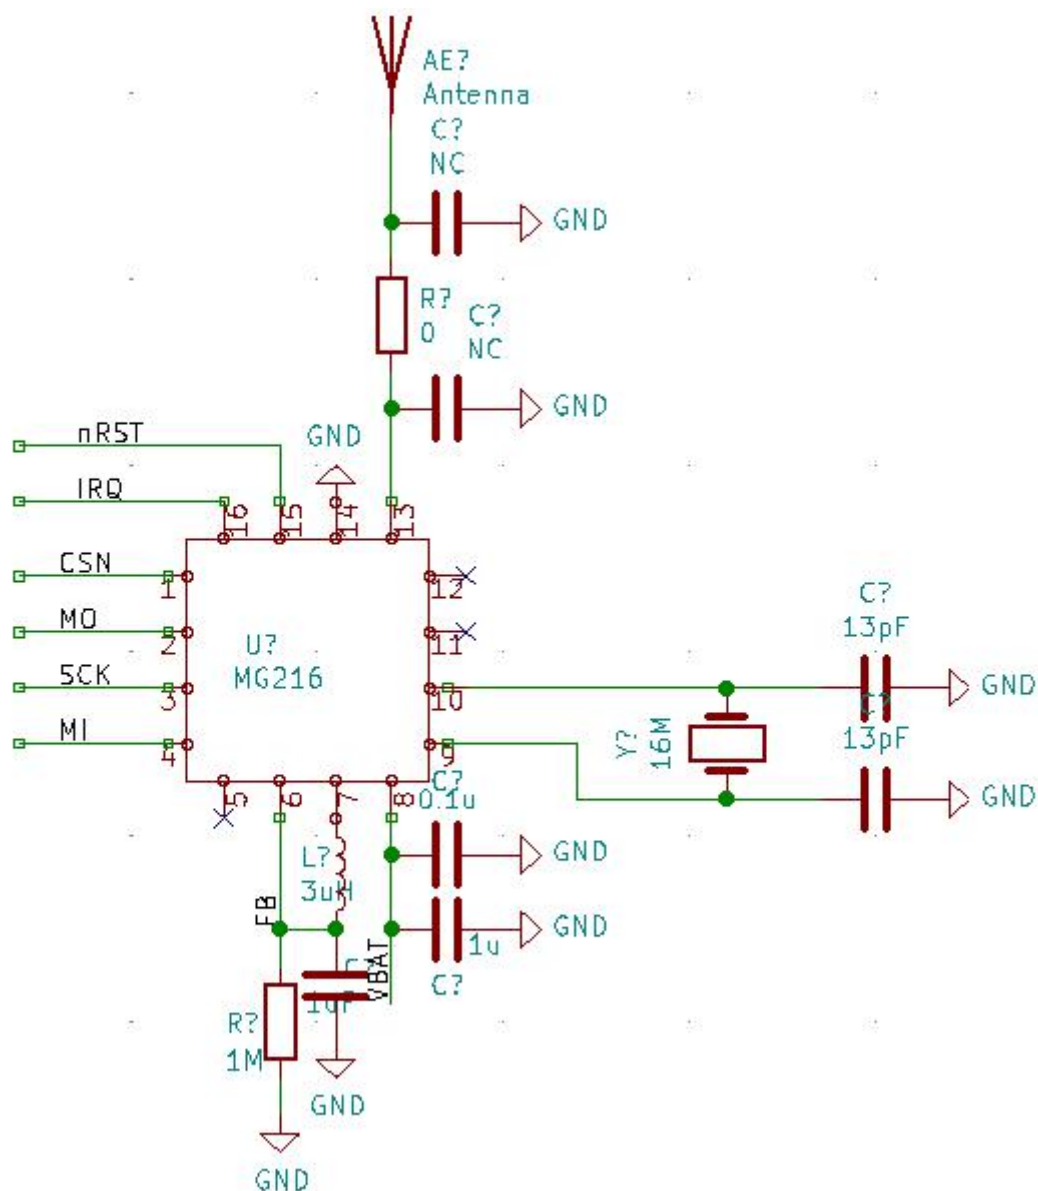 AE?
Antenna
C?
NC
GND
R?
0
C?
NC
GND
nRST
GND
IRQ
16
15
14
13
CSN
1
12
MO
2
11
U?
MG216
SCK
3
10
MI
4
9
C?
13pF
GND
C?
13pF
GND
Y?
16M
5
6
7
8
C?
0.1u
GND
L?
3uH
FB
GND
1u
C?
VBAT
1uF
R?
1M
GND
GND